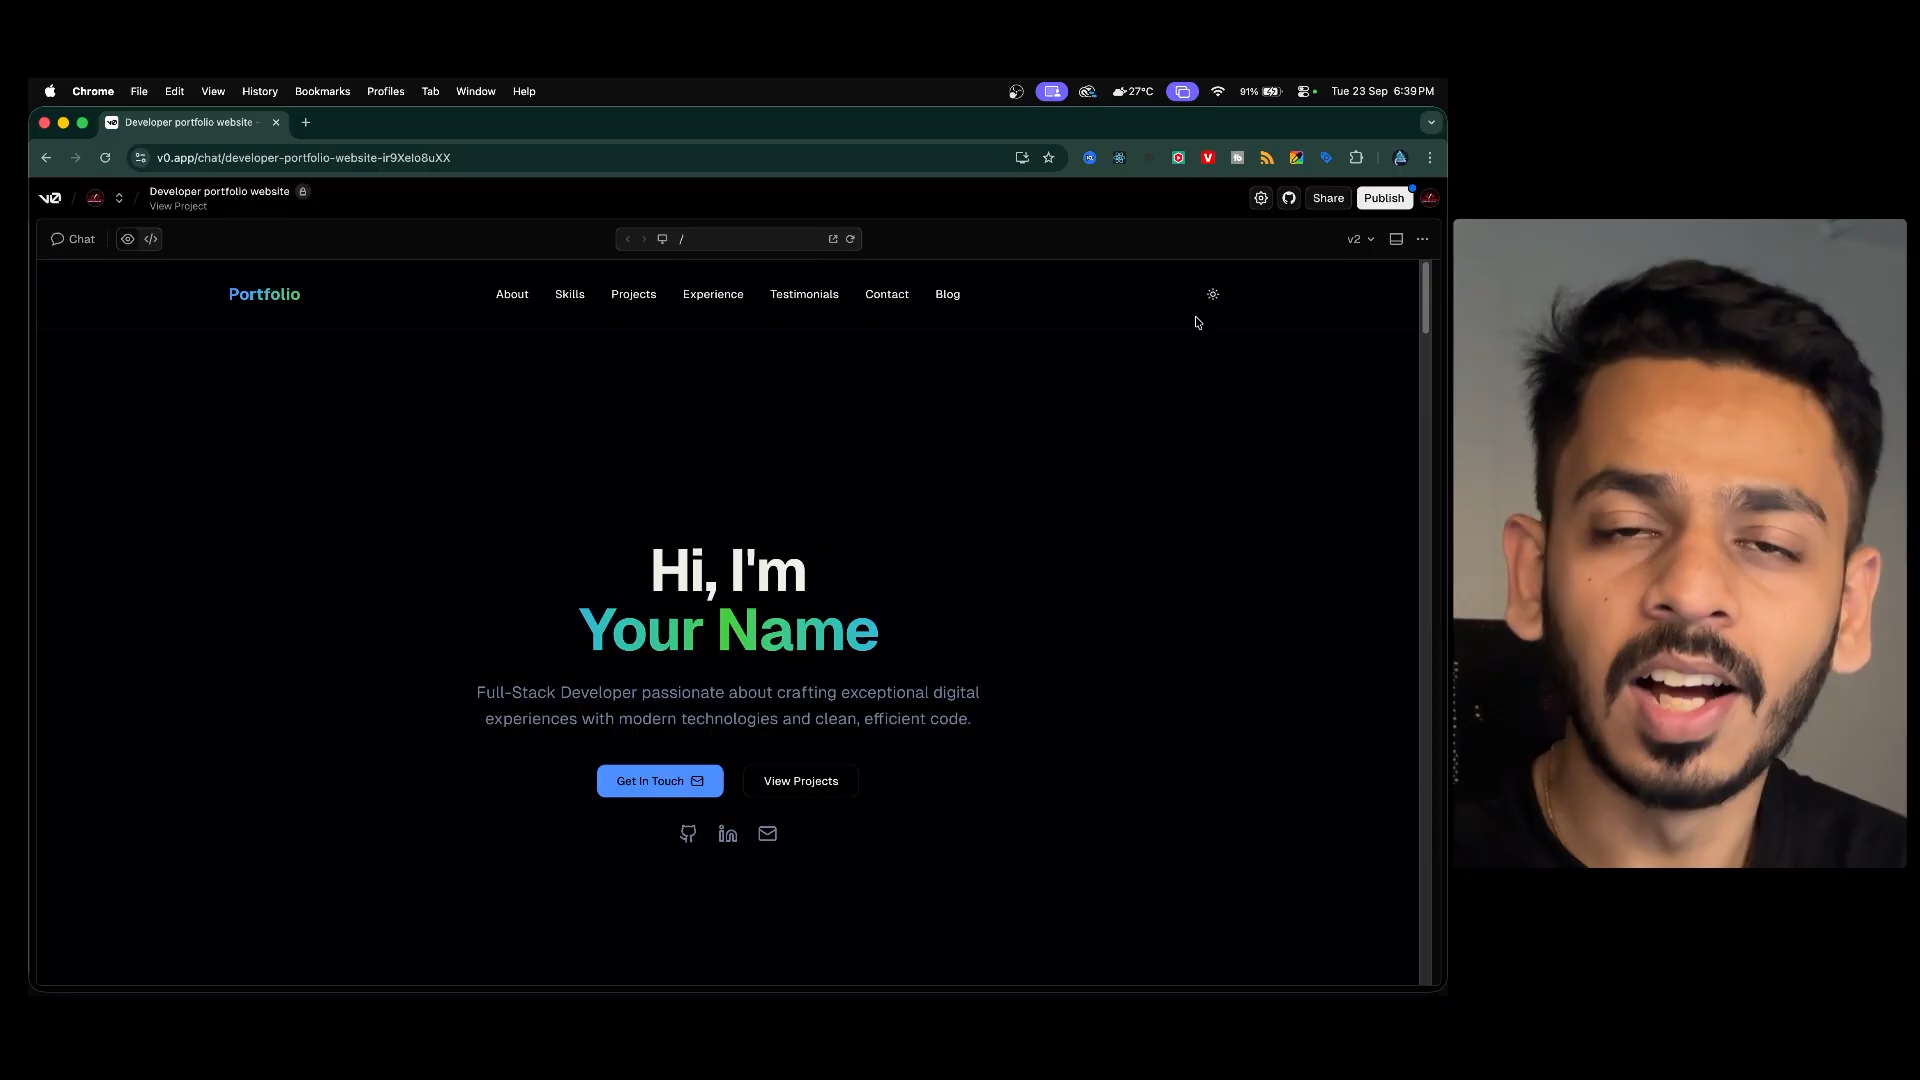 Chrome File Edit View History Bookmarks Profiles Tab Window Help 27°C 91% Tue 23 Sep 6:39 PM
Developer portfolio website -
v0.app/chat/developer-portfolio-website-ir9Xelo8uXX
v0 / / Developer portfolio website
View Project
Share Publish
Chat / v2
Portfolio About Skills Projects Experience Testimonials Contact Blog
Hi, I'm
Your Name
Full-Stack Developer passionate about crafting exceptional digital
experiences with modern technologies and clean, efficient code.
Get In Touch View Projects